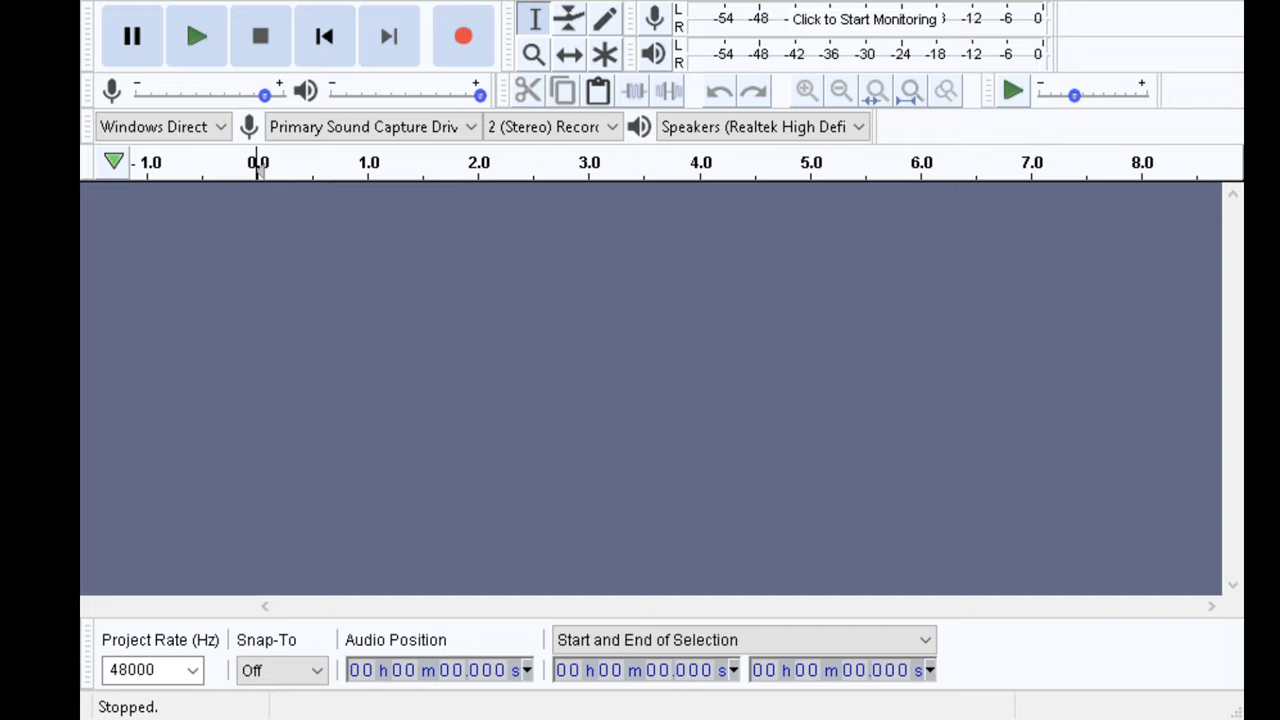 L
R
-54 -48 - Click to Start Monitoring -12 -6 0
L
R
-54 -48 -42 -36 -30 -24 -18 -12 -6 0
- +
- +
- +
Windows Direct
Primary Sound Capture Driv
2 (Stereo) Recor
Speakers (Realtek High Defi
- 1.0 0.0 1.0 2.0 3.0 4.0 5.0 6.0 7.0 8.0
Project Rate (Hz) Snap-To Audio Position Start and End of Selection
48000 Off 00 h 00 m 00.000 s 00 h 00 m 00.000 s 00 h 00 m 00.000 s
Stopped.